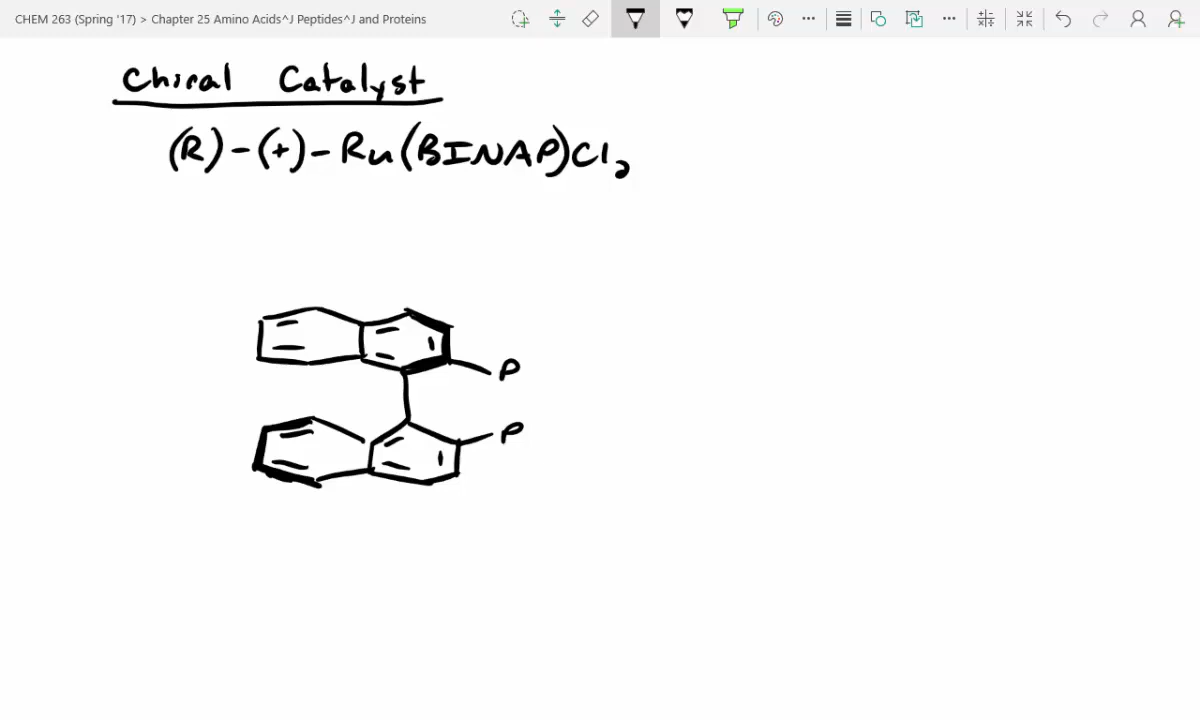 CHEM 263 (Spring '17) > Chapter 25 Amino Acids^J Peptides^J and Proteins
Chiral Catalyst
(R)-(+)-Ru(BINAP)Cl₂
P
P